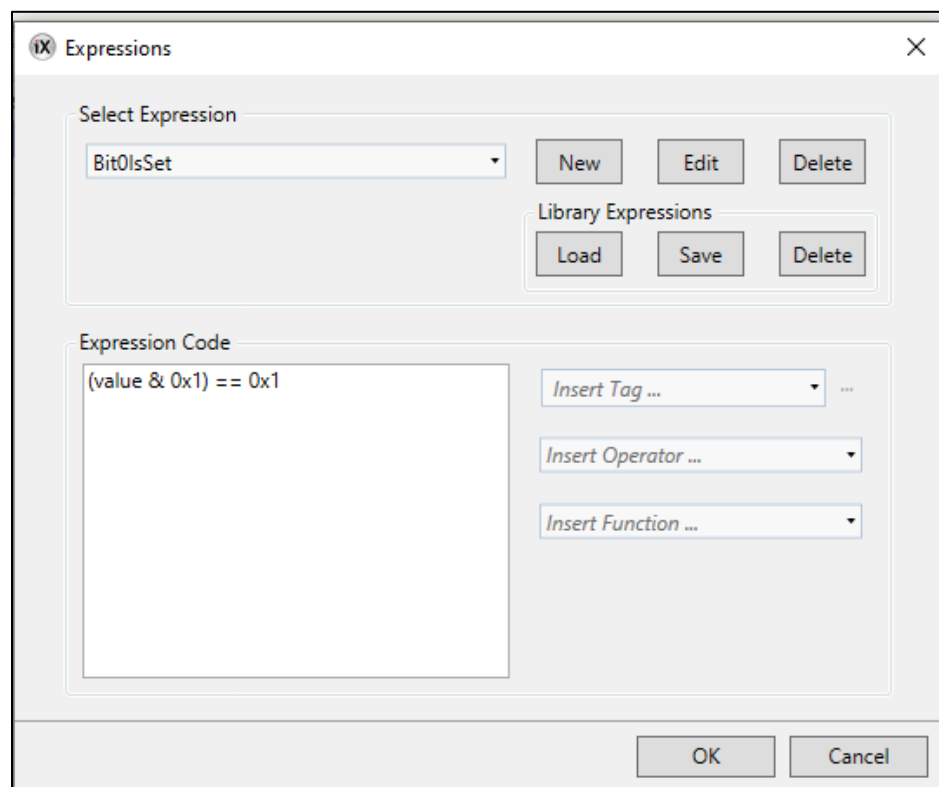 iX Expressions
Select Expression
Bit0IsSet
New Edit Delete
Library Expressions
Load Save Delete
Expression Code
(value & 0x1) == 0x1
Insert Tag ... ...
Insert Operator ...
Insert Function ...
OK Cancel